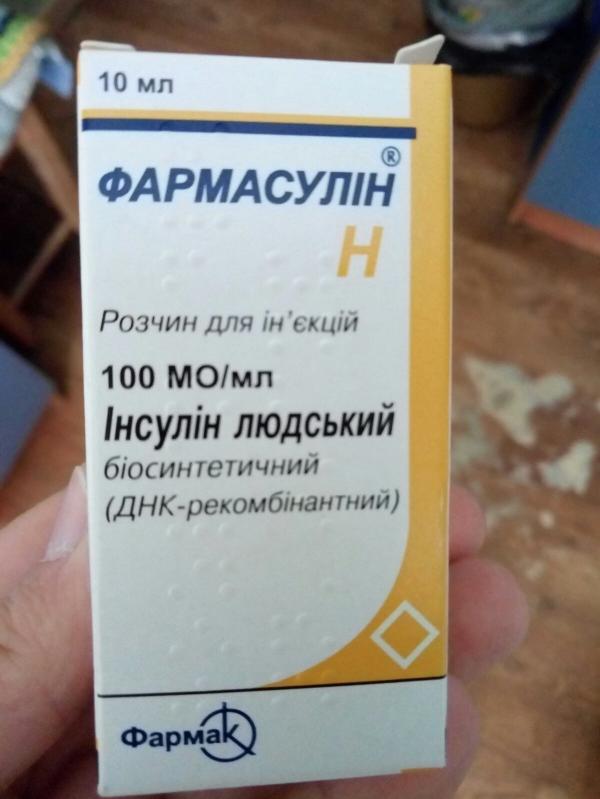 10 мл
ФАРМАСУЛІН®
Н
Розчин для ін'єкцій
100 МО/мл
Інсулін людський
біосинтетичний
(ДНК-рекомбінантний)
Фармак